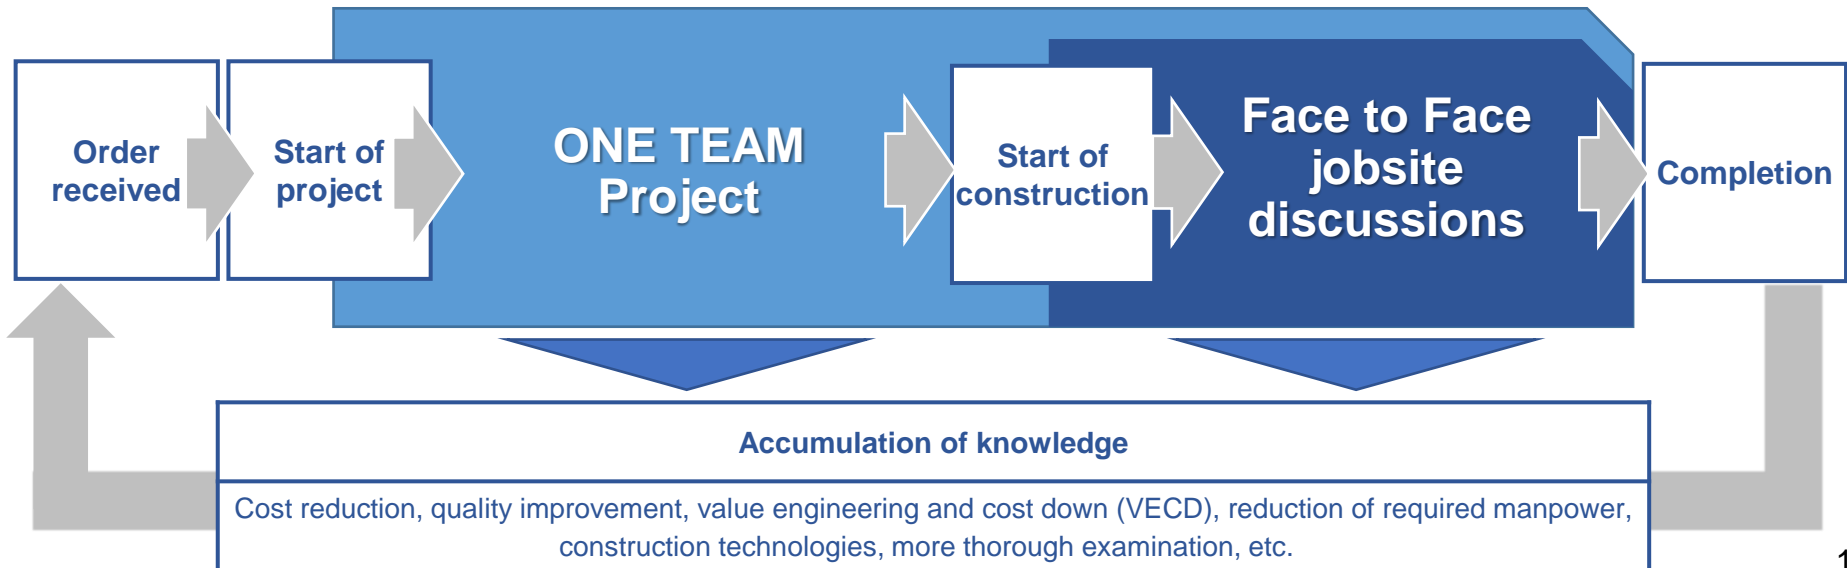 Order
received
Start of
project
ONE TEAM
Project
Start of
construction
Face to Face
jobsite
discussions
Completion
Accumulation of knowledge
Cost reduction, quality improvement, value engineering and cost down (VECD), reduction of required manpower,
construction technologies, more thorough examination, etc.